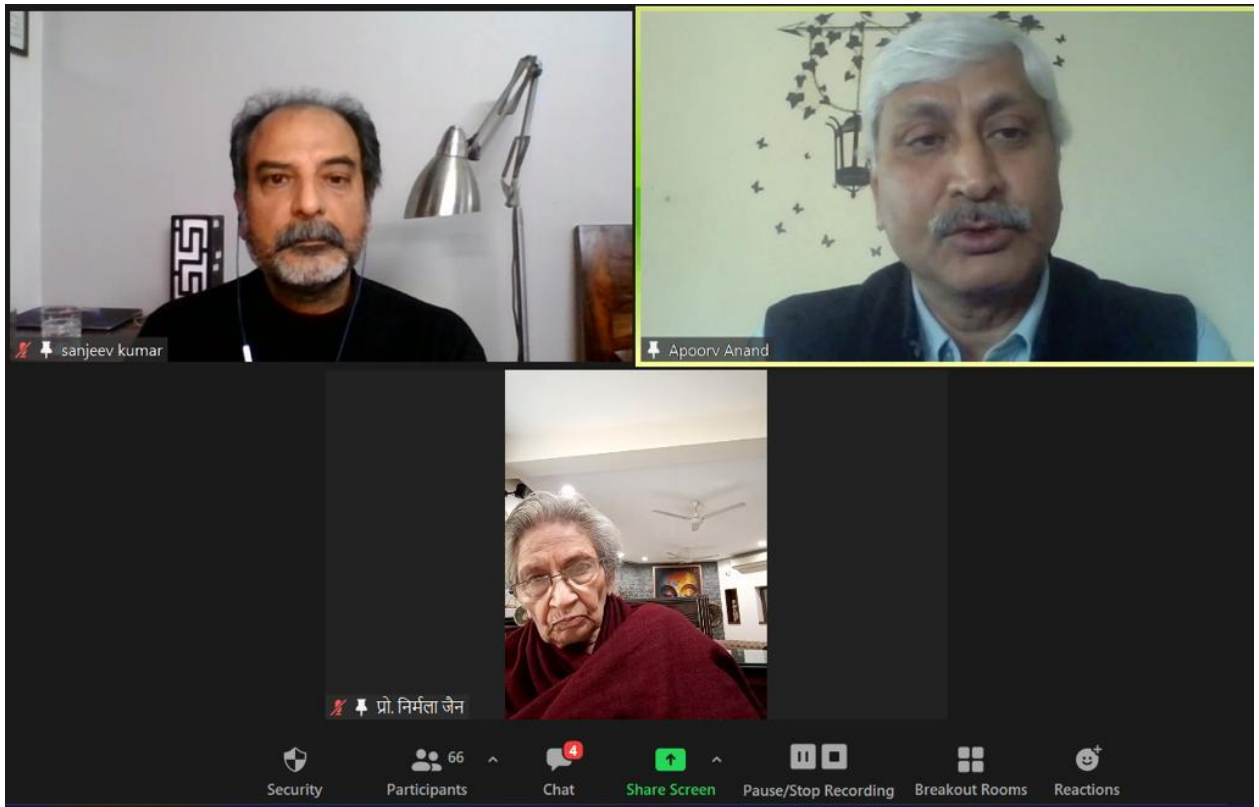 sanjeev kumar
Apoorv Anand
प्रो. निर्मला जैन
66
4
Security
Participants
Chat
Share Screen
Pause/Stop Recording
Breakout Rooms
Reactions